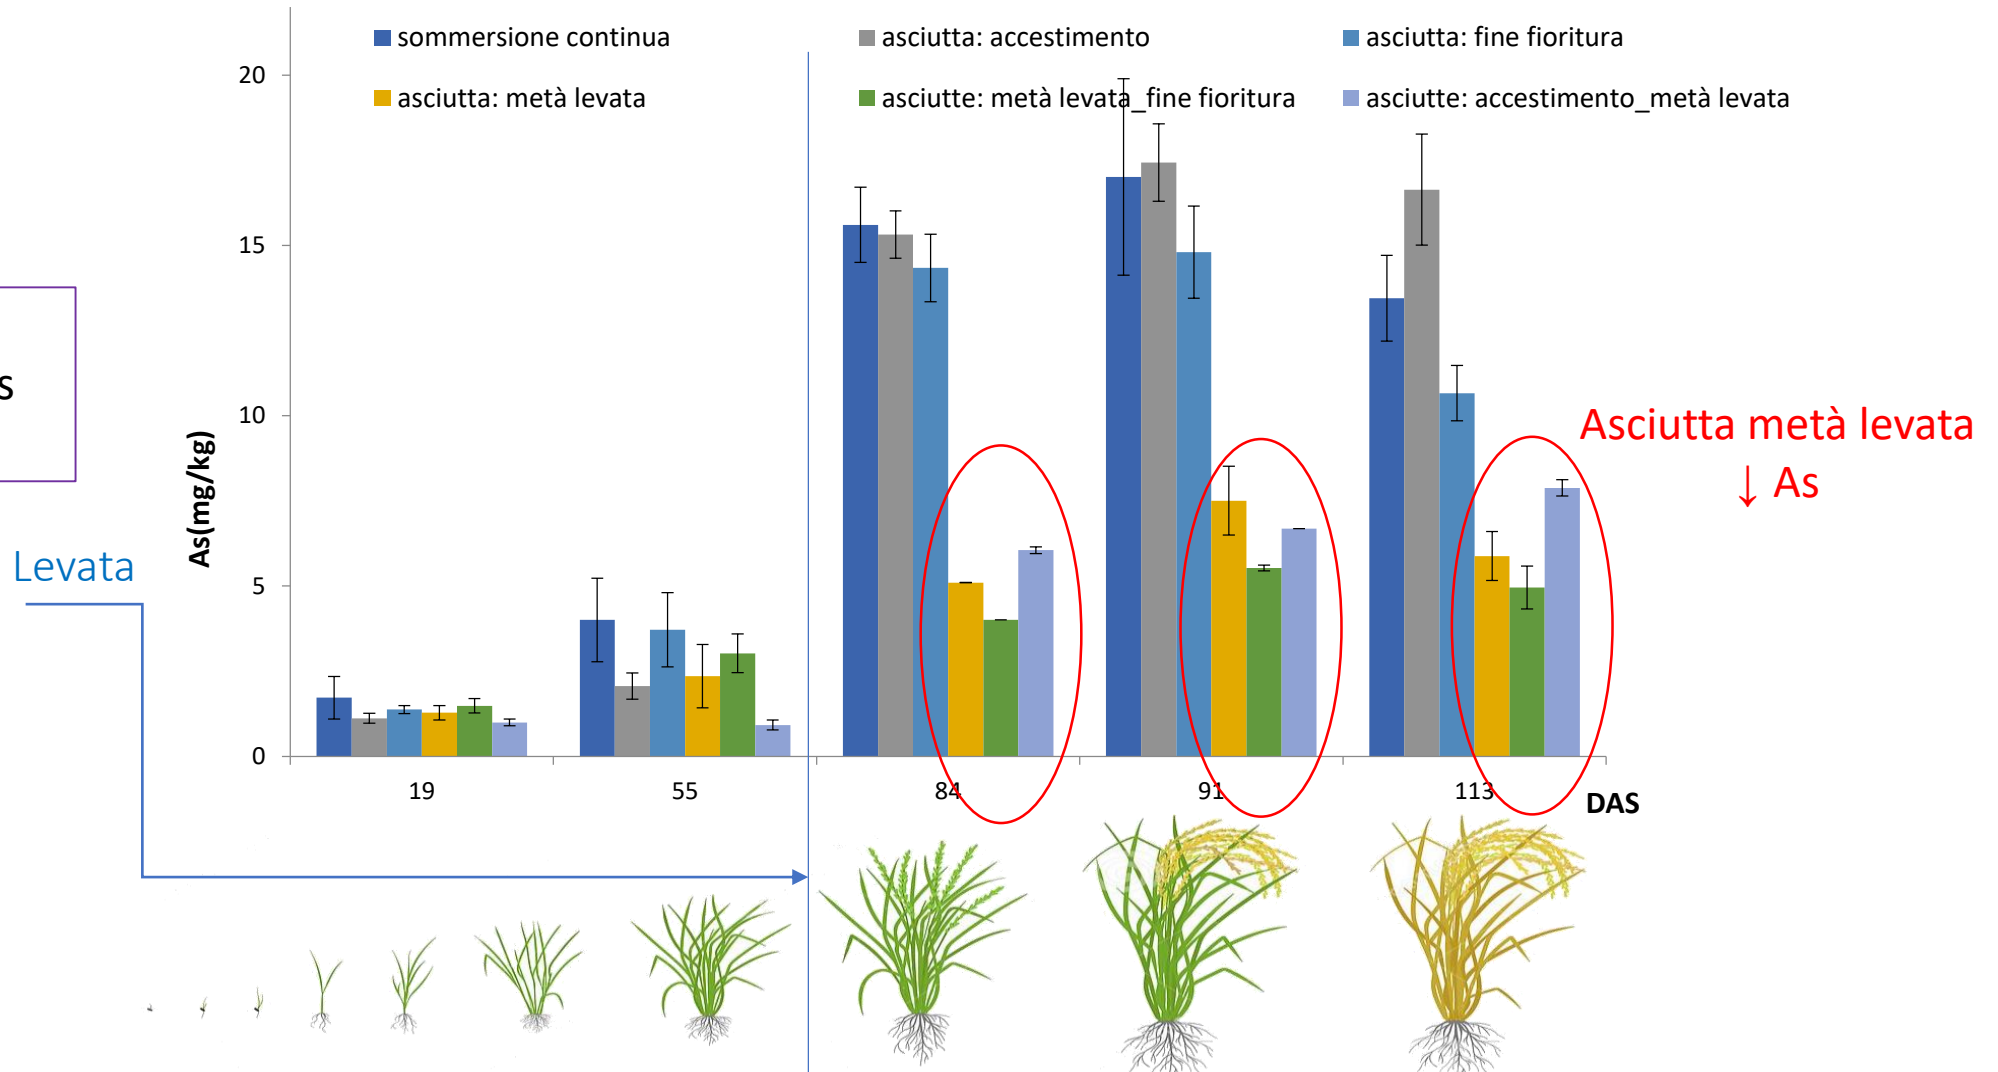 sommersione continua
asciutta: accestimento
asciutta: fine fioritura
asciutta: metà levata
asciutte: metà levata_fine fioritura
asciutte: accestimento_metà levata
20
15
10
5
0
As(mg/kg)
s
Levata
Asciutta metà levata
↓ As
19
55
84
91
113
DAS